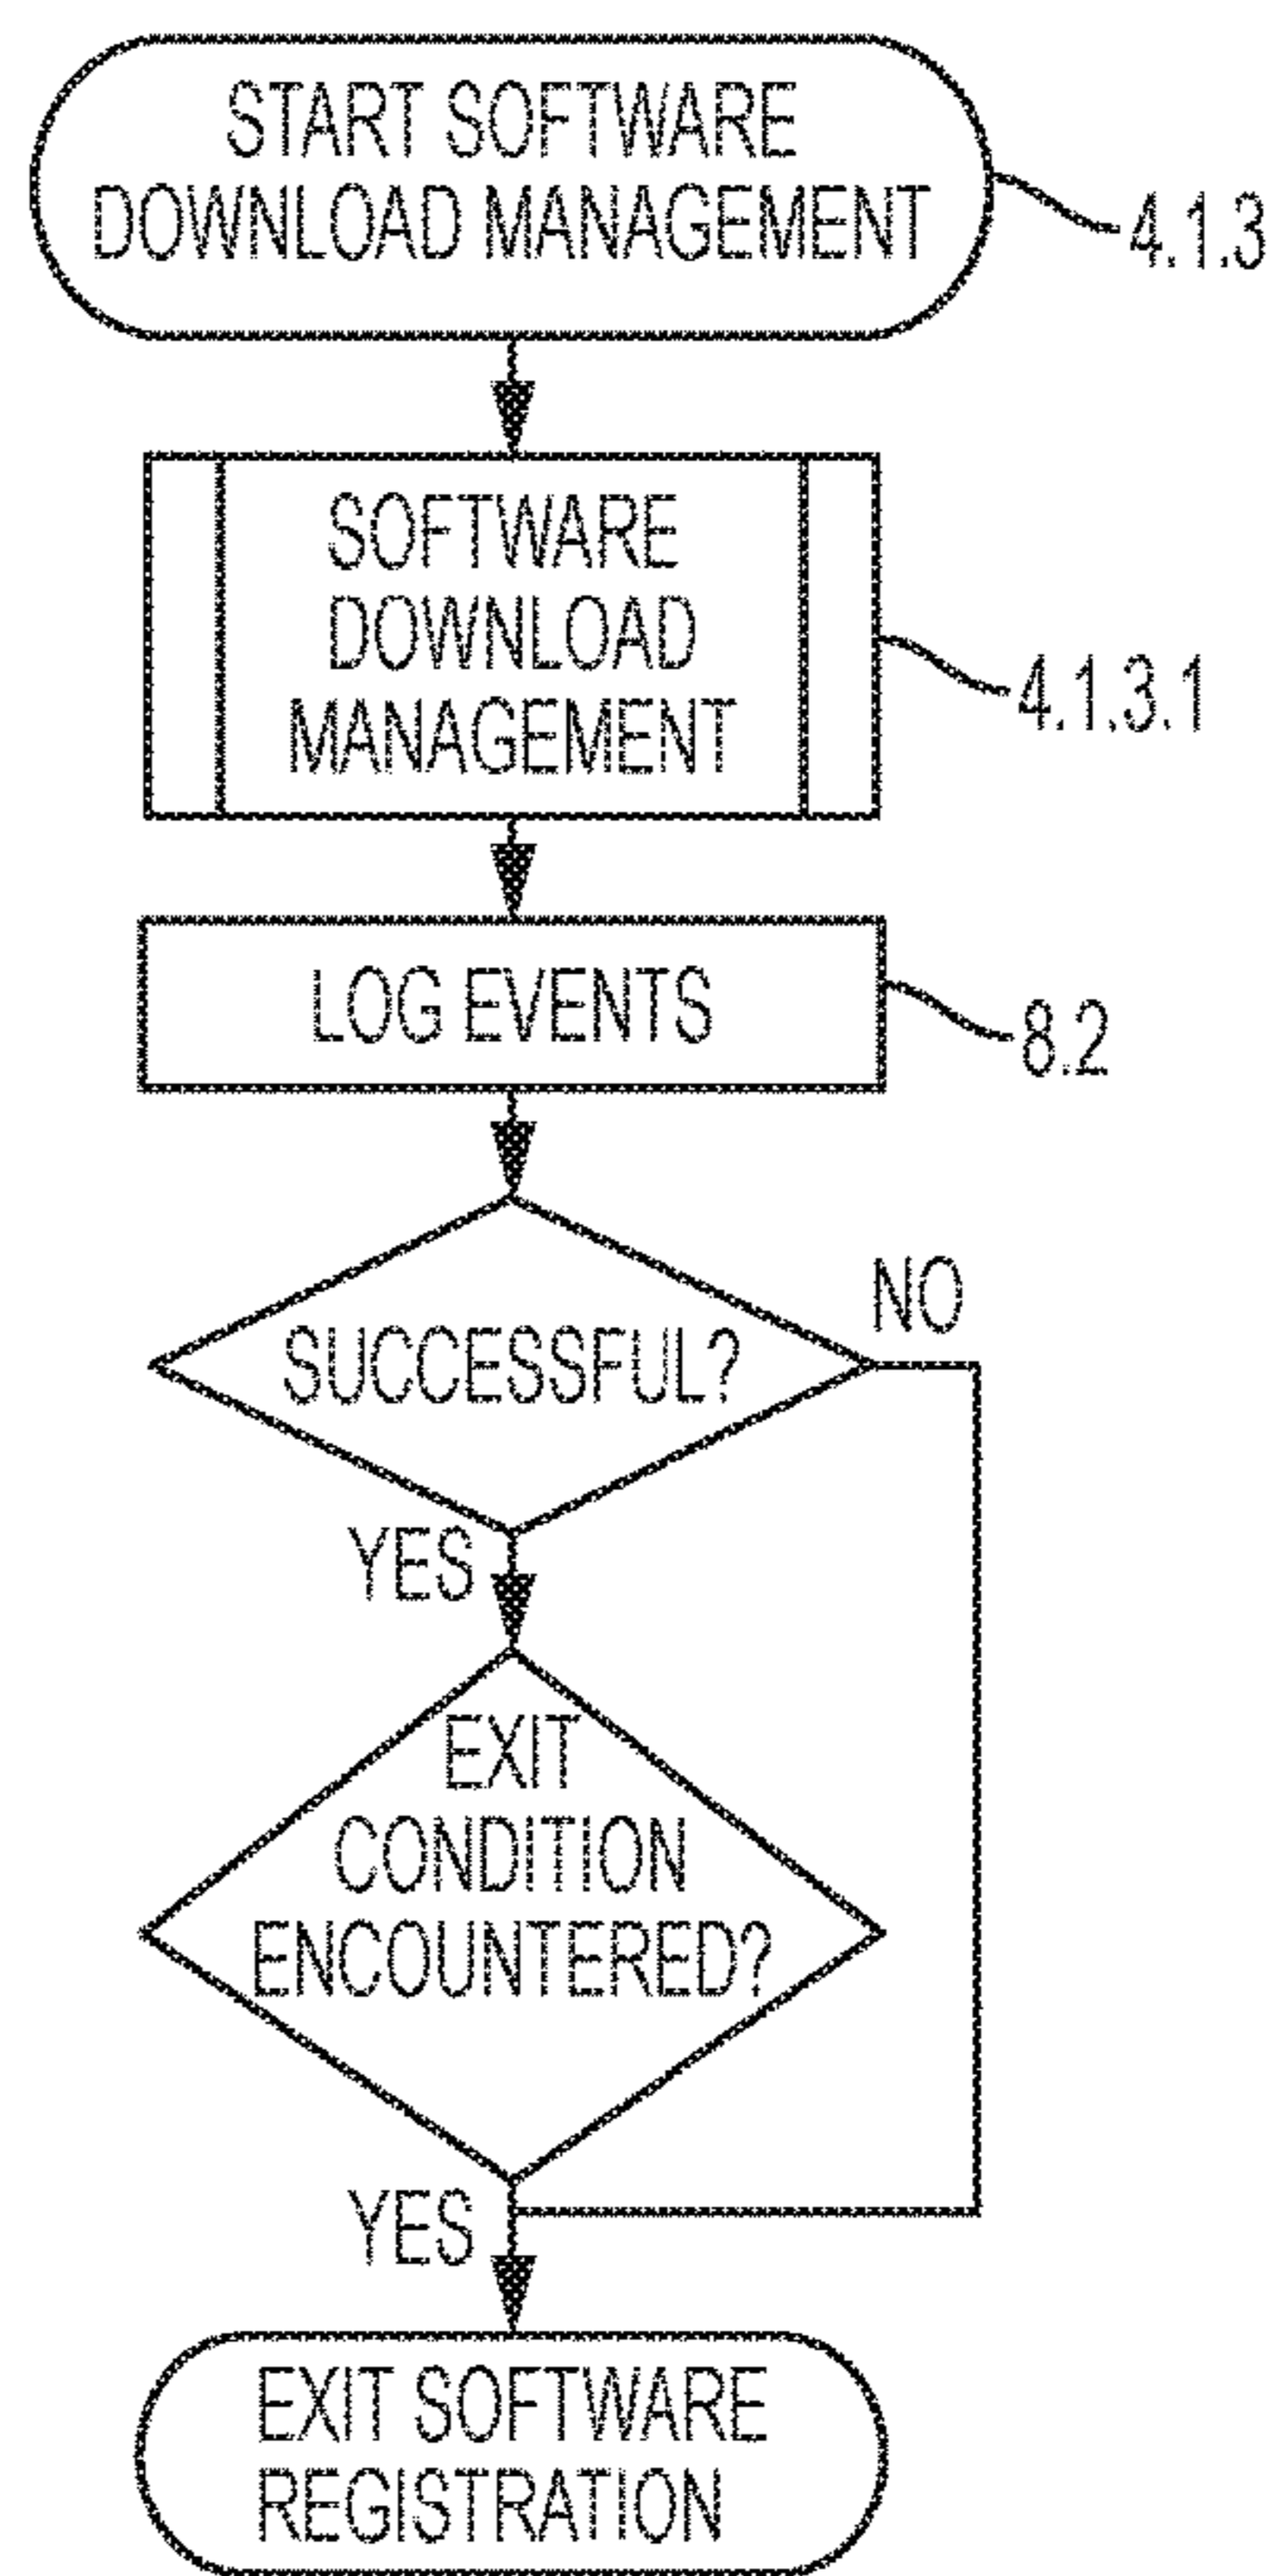 START SOFTWARE
DOWNLOAD MANAGEMENT
4.1.3
SOFTWARE
DOWNLOAD
MANAGEMENT
4.1.3.1
LOG EVENTS
8.2
SUCCESSFUL?
NO
YES
EXIT
CONDITION
ENCOUNTERED?
YES
EXIT SOFTWARE
REGISTRATION